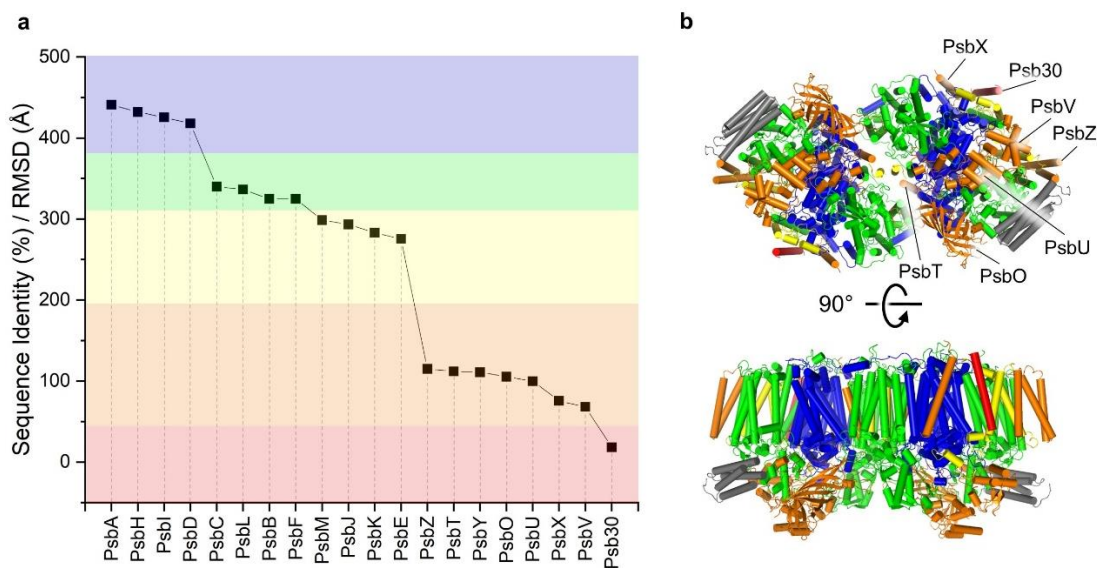 a
Sequence Identity (%) / RMSD (Å)
500
400
300
200
100
0
PsbA
PsbH
PsbI
PsbD
PsbC
PsbL
PsbB
PsbF
PsbM
PsbJ
PsbK
PsbE
PsbZ
PsbT
PsbY
PsbO
PsbU
PsbX
PsbV
Psb30
b
PsbX
Psb30
PsbV
PsbZ
PsbU
PsbT
PsbO
90°